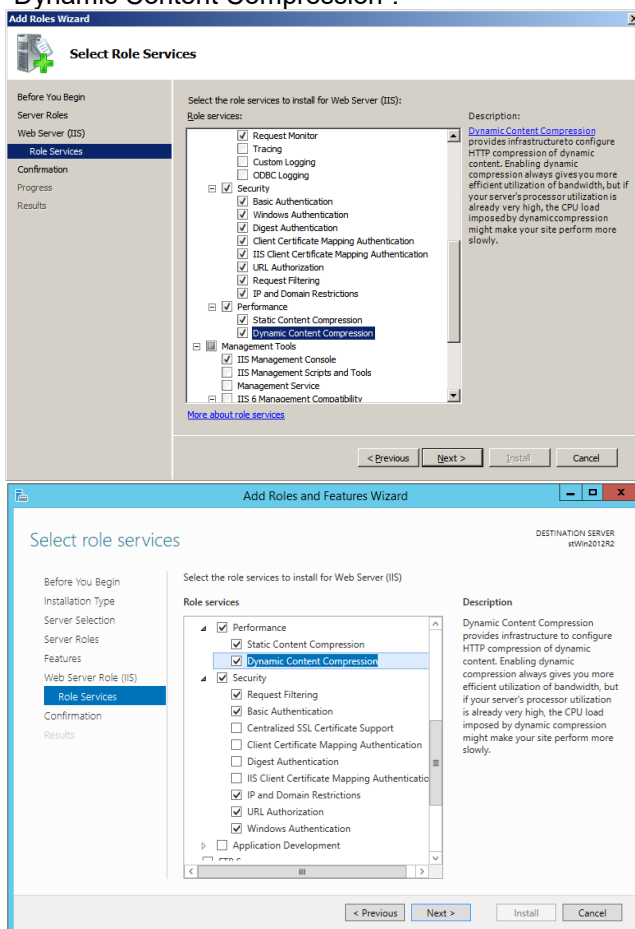 "Dynamic Content Compression".
Add Roles Wizard
Select Role Services
Before You Begin
Server Roles
Web Server (IIS)
Role Services
Confirmation
Progress
Results
Select the role services to install for Web Server (IIS):
Role services:
Request Monitor
Tracing
Custom Logging
ODBC Logging
Security
Basic Authentication
Windows Authentication
Digest Authentication
Client Certificate Mapping Authentication
IIS Client Certificate Mapping Authentication
URL Authorization
Request Filtering
IP and Domain Restrictions
Performance
Static Content Compression
Dynamic Content Compression
Management Tools
IIS Management Console
IIS Management Scripts and Tools
Management Service
IIS 6 Management Compatibility
More about role services
Description:
Dynamic Content Compression
provides infrastructureto configure
HTTP compression of dynamic
content. Enabling dynamic
compression always gives you more
efficient utilization of bandwidth, but if
your server's processor utilization is
already very high, the CPU load
imposed by dynamiccompression
might make your site perform more
slowly.
< Previous
Next >
Install
Cancel
Add Roles and Features Wizard
Select role services
DESTINATION SERVER
stWin2012R2
Before You Begin
Installation Type
Server Selection
Server Roles
Features
Web Server Role (IIS)
Role Services
Confirmation
Results
Select the role services to install for Web Server (IIS)
Role services
Performance
Static Content Compression
Dynamic Content Compression
Security
Request Filtering
Basic Authentication
Centralized SSL Certificate Support
Client Certificate Mapping Authentication
Digest Authentication
IIS Client Certificate Mapping Authenticatio
IP and Domain Restrictions
URL Authorization
Windows Authentication
Application Development
Description
Dynamic Content Compression
provides infrastructure to configure
HTTP compression of dynamic
content. Enabling dynamic
compression always gives you more
efficient utilization of bandwidth, but
if your server's processor utilization
is already very high, the CPU load
imposed by dynamic compression
might make your site perform more
slowly.
< Previous
Next >
Install
Cancel